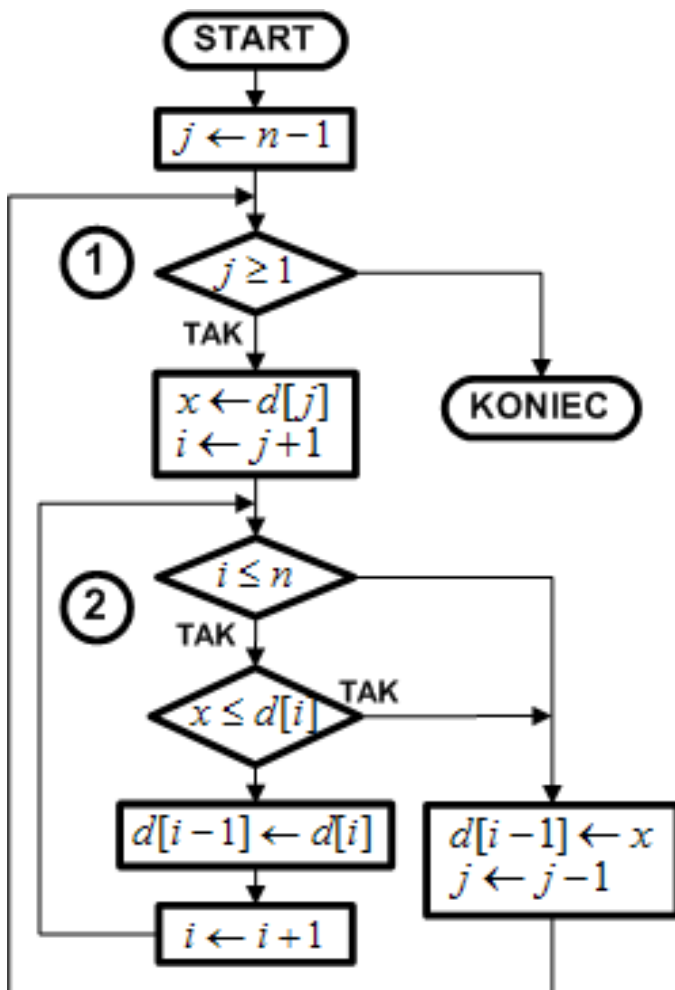 START
j ← n − 1
1
j ≥ 1
TAK
x ← d[j]
i ← j + 1
KONIEC
2
i ≤ n
TAK
x ≤ d[i]
TAK
d[i − 1] ← d[i]
i ← i + 1
d[i − 1] ← x
j ← j − 1